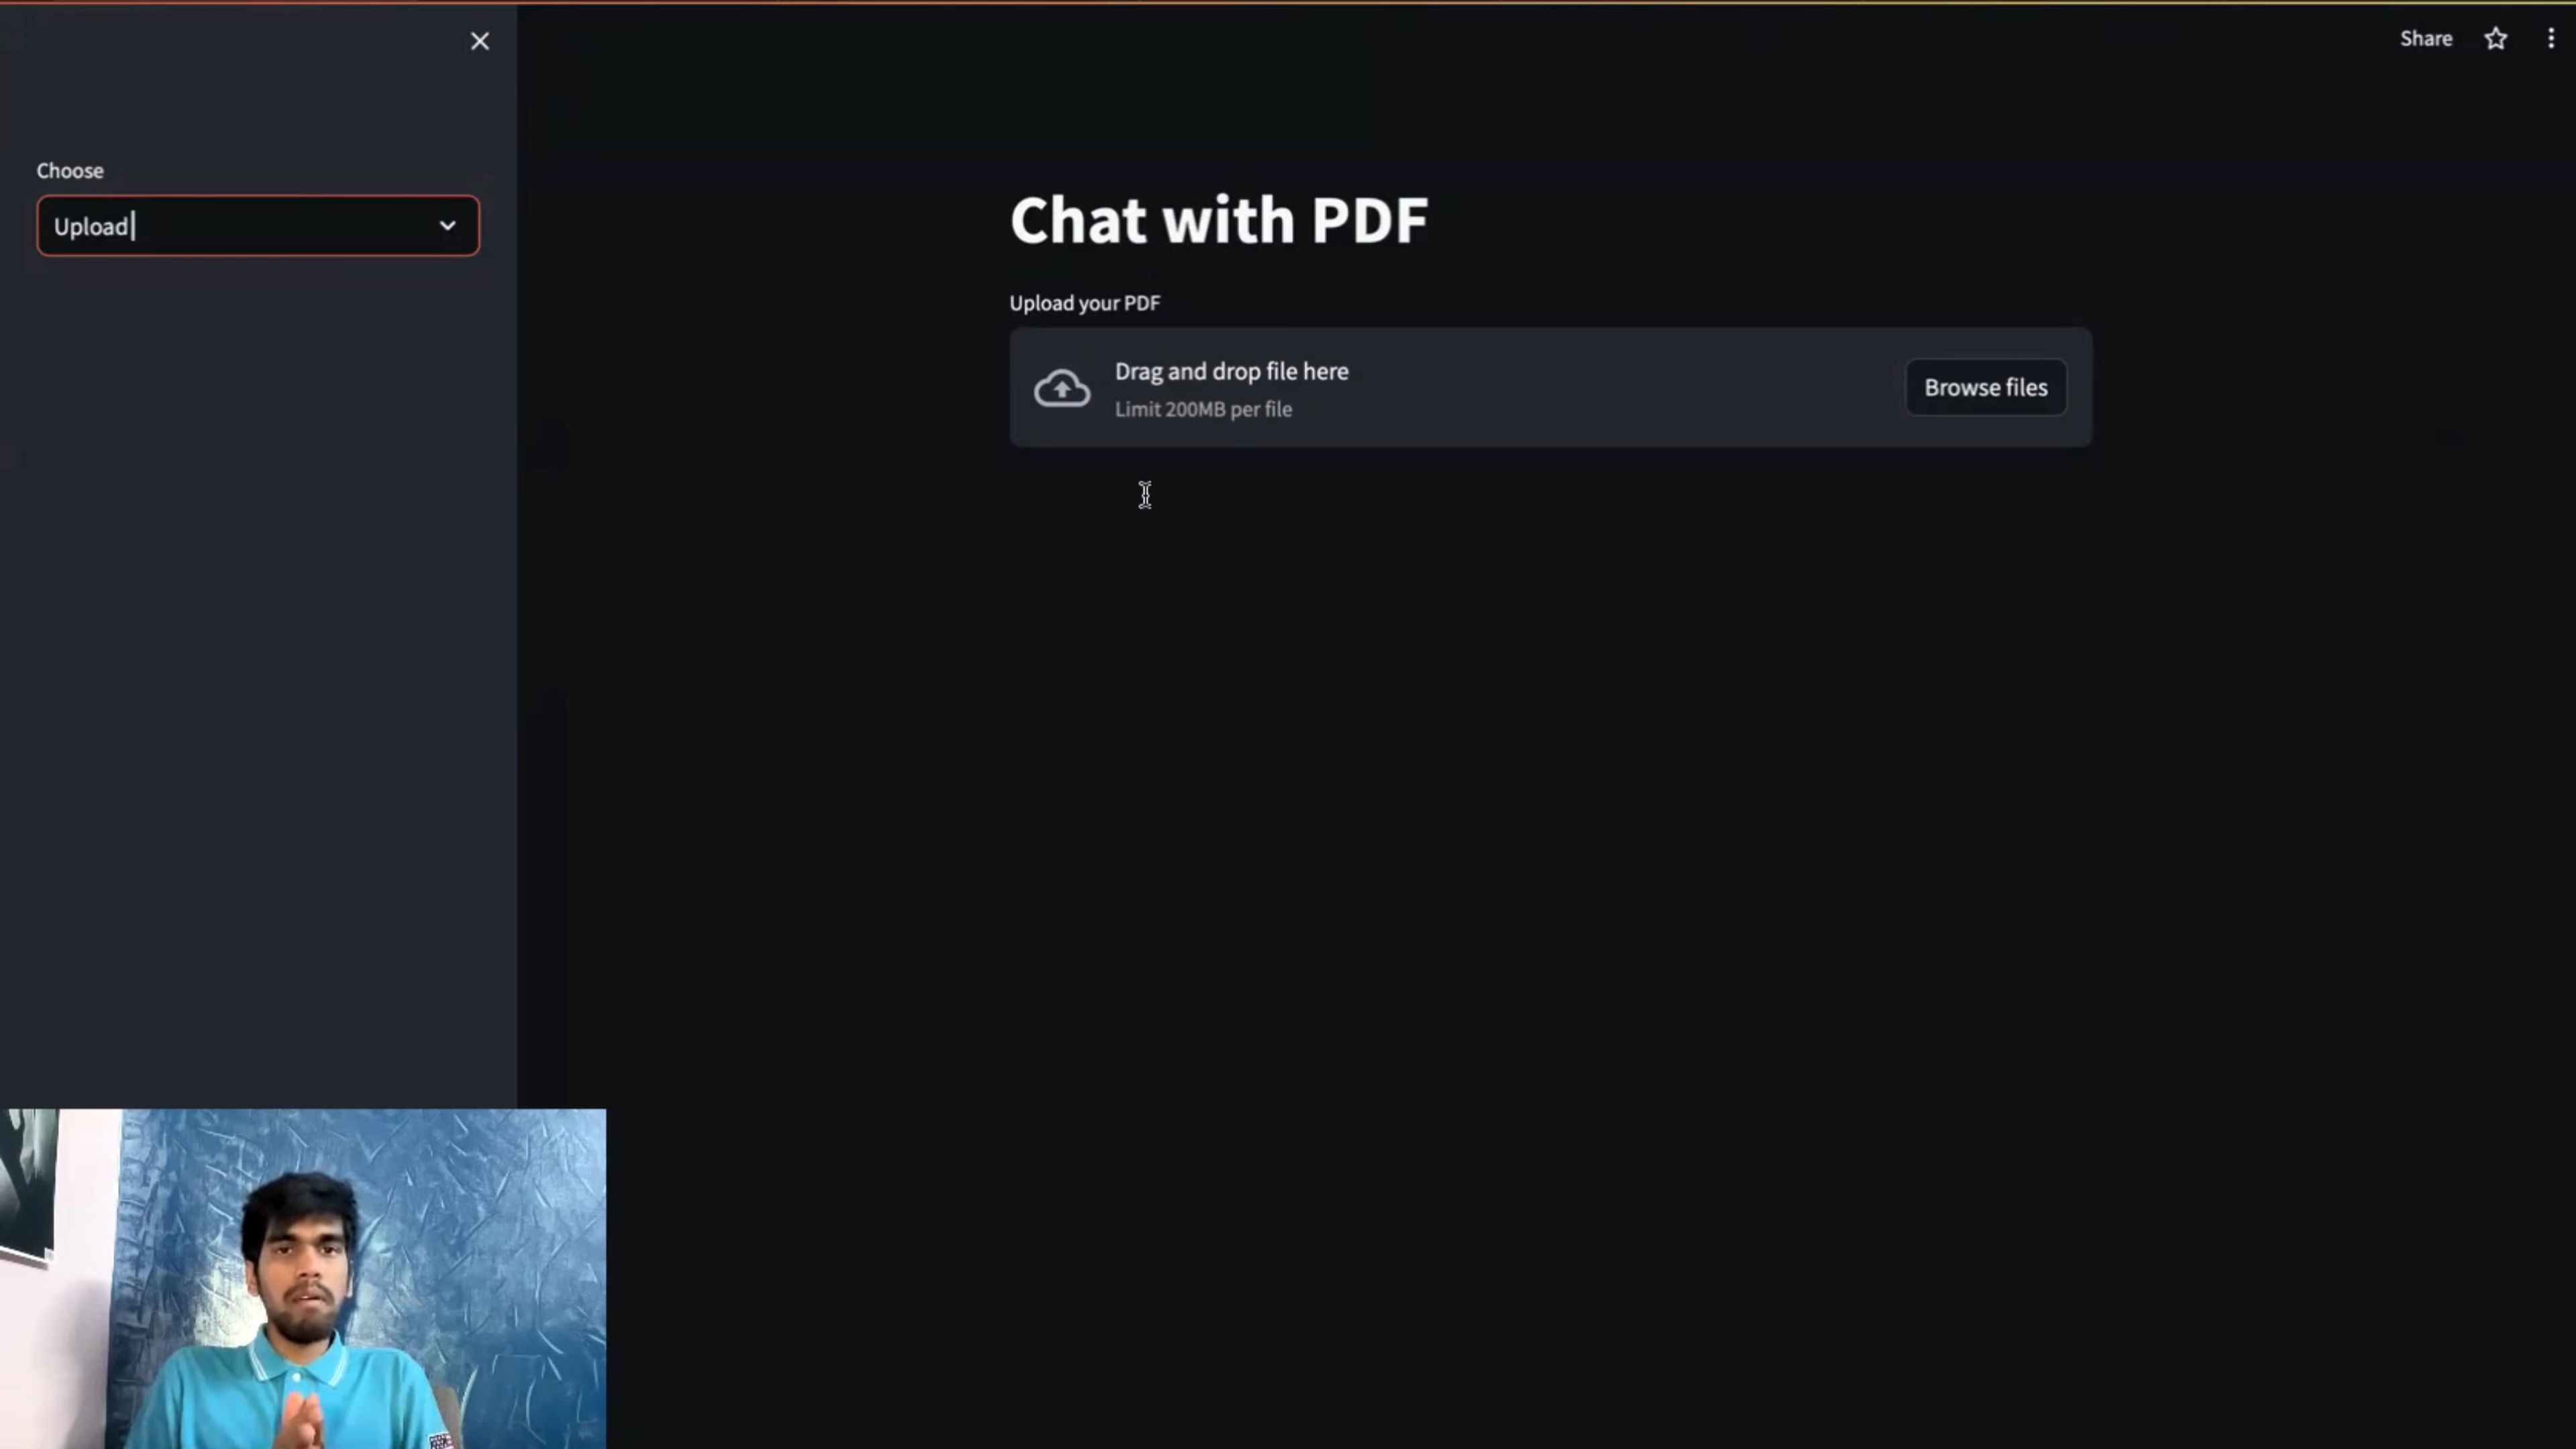 Share
Choose
Upload
Chat with PDF
Upload your PDF
Drag and drop file here
Limit 200MB per file
Browse files